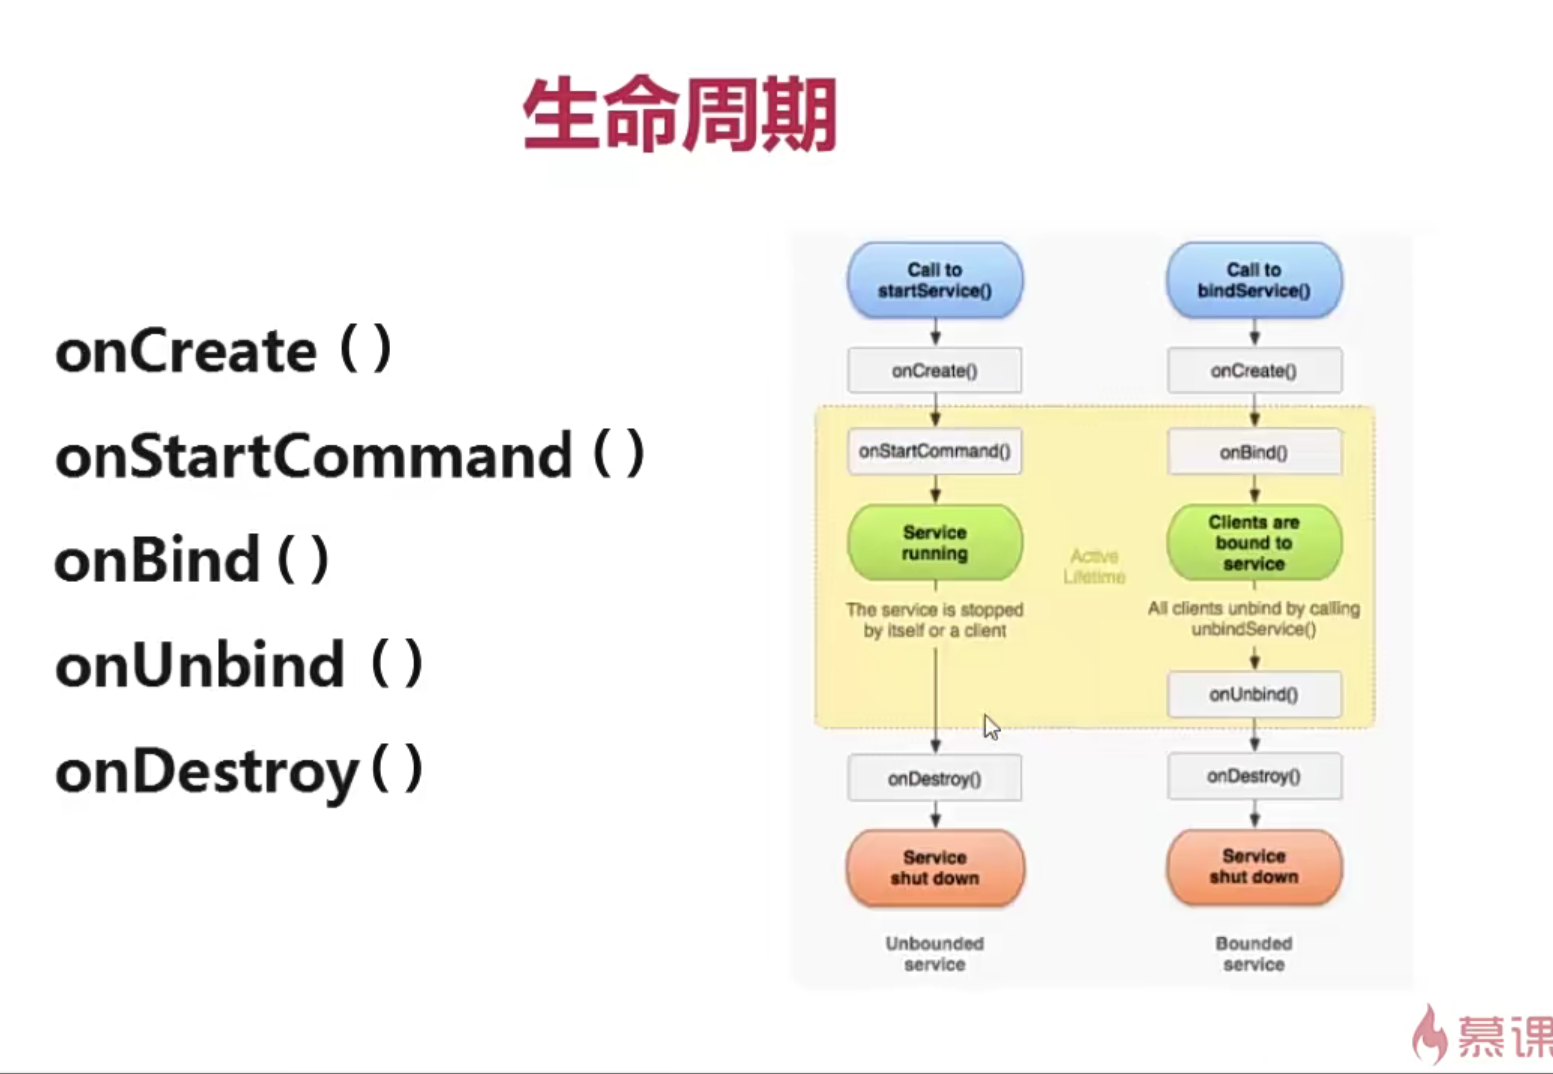 生命周期
onCreate()
onStartCommand()
onBind()
onUnbind()
onDestroy()
Call to
startService()
onCreate()
onStartCommand()
Service
running
The service is stopped
by itself or a client
onDestroy()
Service
shut down
Unbounded
service
Active
Lifetime
Call to
bindService()
onCreate()
onBind()
Clients are
bound to
service
All clients unbind by calling
unbindService()
onUnbind()
onDestroy()
Service
shut down
Bounded
service
慕课